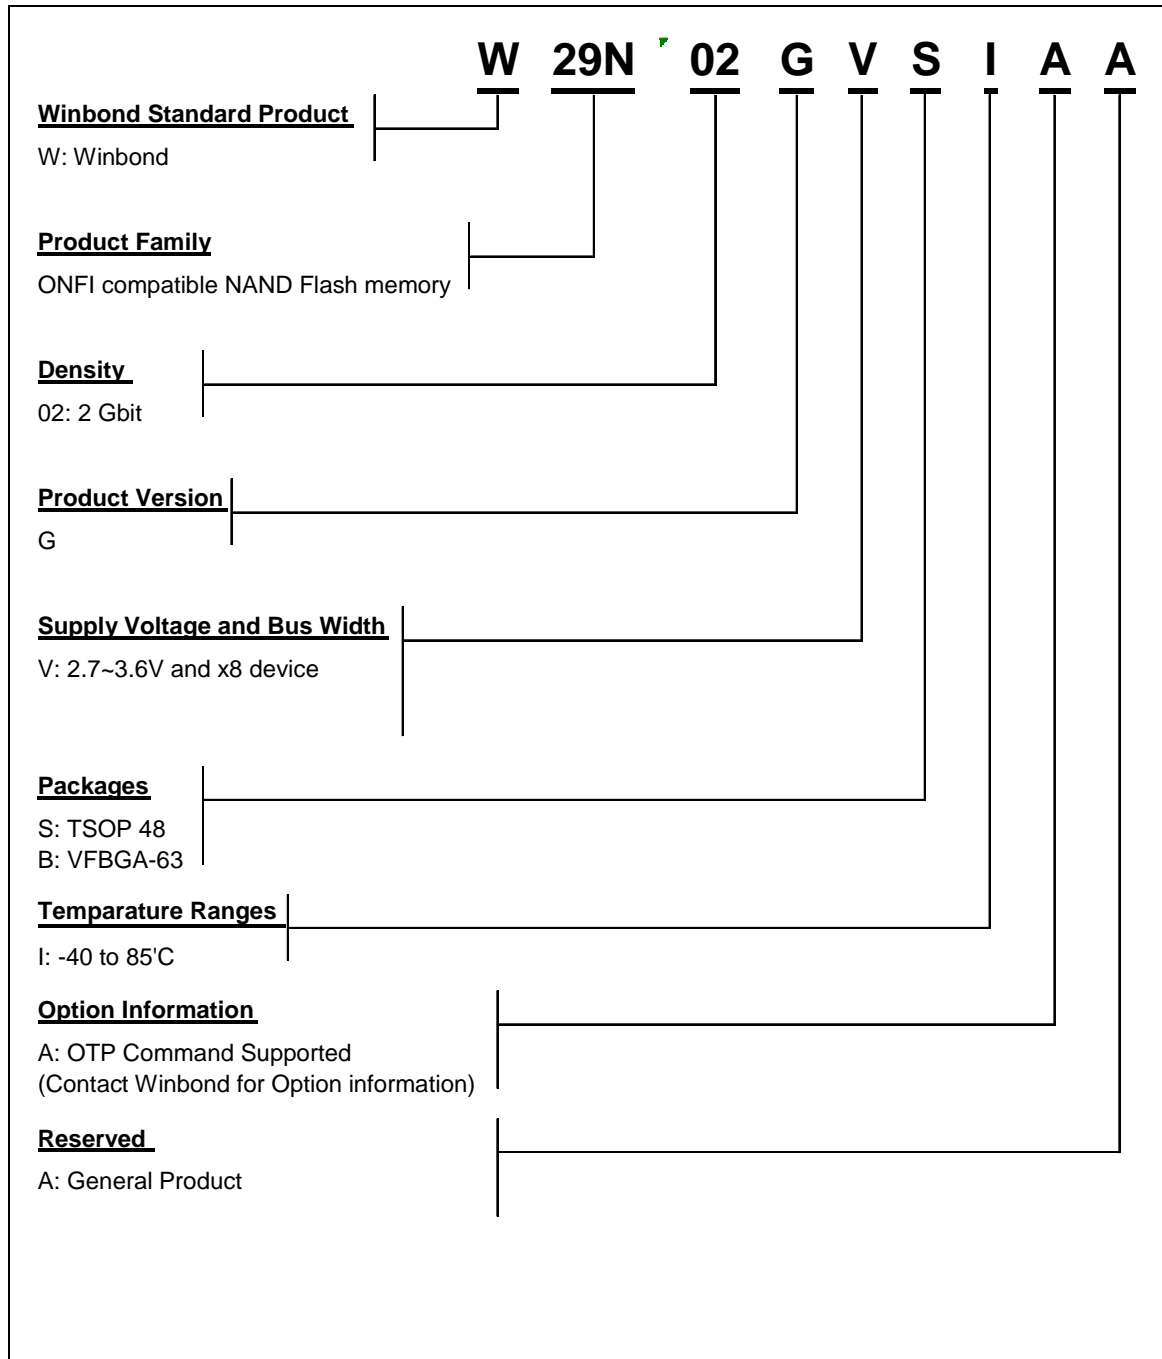 W 29N 02 G V S I A A
Winbond Standard Product
W: Winbond
Product Family
ONFI compatible NAND Flash memory
Density
02: 2 Gbit
Product Version
G
Supply Voltage and Bus Width
V: 2.7~3.6V and x8 device
Packages
S: TSOP 48
B: VFBGA-63
Temparature Ranges
I: -40 to 85'C
Option Information
A: OTP Command Supported
(Contact Winbond for Option information)
Reserved
A: General Product